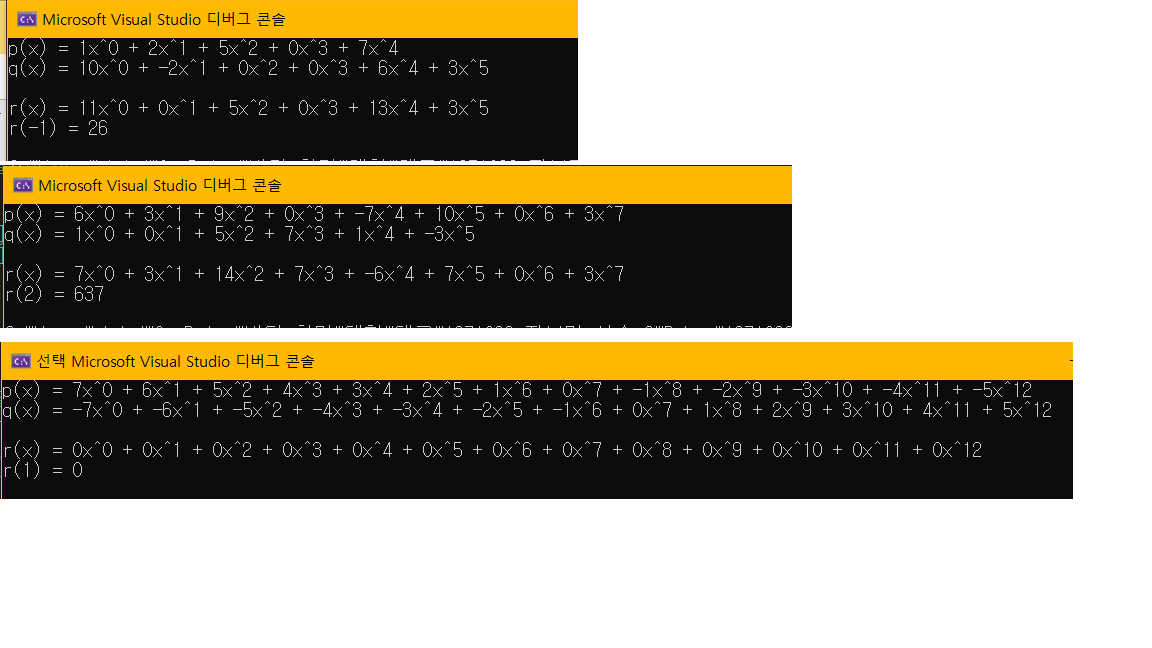 Microsoft Visual Studio 디버그 콘솔
p(x) = 1x^0 + 2x^1 + 5x^2 + 0x^3 + 7x^4
q(x) = 10x^0 + -2x^1 + 0x^2 + 0x^3 + 6x^4 + 3x^5
r(x) = 11x^0 + 0x^1 + 5x^2 + 0x^3 + 13x^4 + 3x^5
r(-1) = 26
Microsoft Visual Studio 디버그 콘솔
p(x) = 6x^0 + 3x^1 + 9x^2 + 0x^3 + -7x^4 + 10x^5 + 0x^6 + 3x^7
q(x) = 1x^0 + 0x^1 + 5x^2 + 7x^3 + 1x^4 + -3x^5
r(x) = 7x^0 + 3x^1 + 14x^2 + 7x^3 + -6x^4 + 7x^5 + 0x^6 + 3x^7
r(2) = 637
선택 Microsoft Visual Studio 디버그 콘솔
p(x) = 7x^0 + 6x^1 + 5x^2 + 4x^3 + 3x^4 + 2x^5 + 1x^6 + 0x^7 + -1x^8 + -2x^9 + -3x^10 + -4x^11 + -5x^12
q(x) = -7x^0 + -6x^1 + -5x^2 + -4x^3 + -3x^4 + -2x^5 + -1x^6 + 0x^7 + 1x^8 + 2x^9 + 3x^10 + 4x^11 + 5x^12
r(x) = 0x^0 + 0x^1 + 0x^2 + 0x^3 + 0x^4 + 0x^5 + 0x^6 + 0x^7 + 0x^8 + 0x^9 + 0x^10 + 0x^11 + 0x^12
r(1) = 0